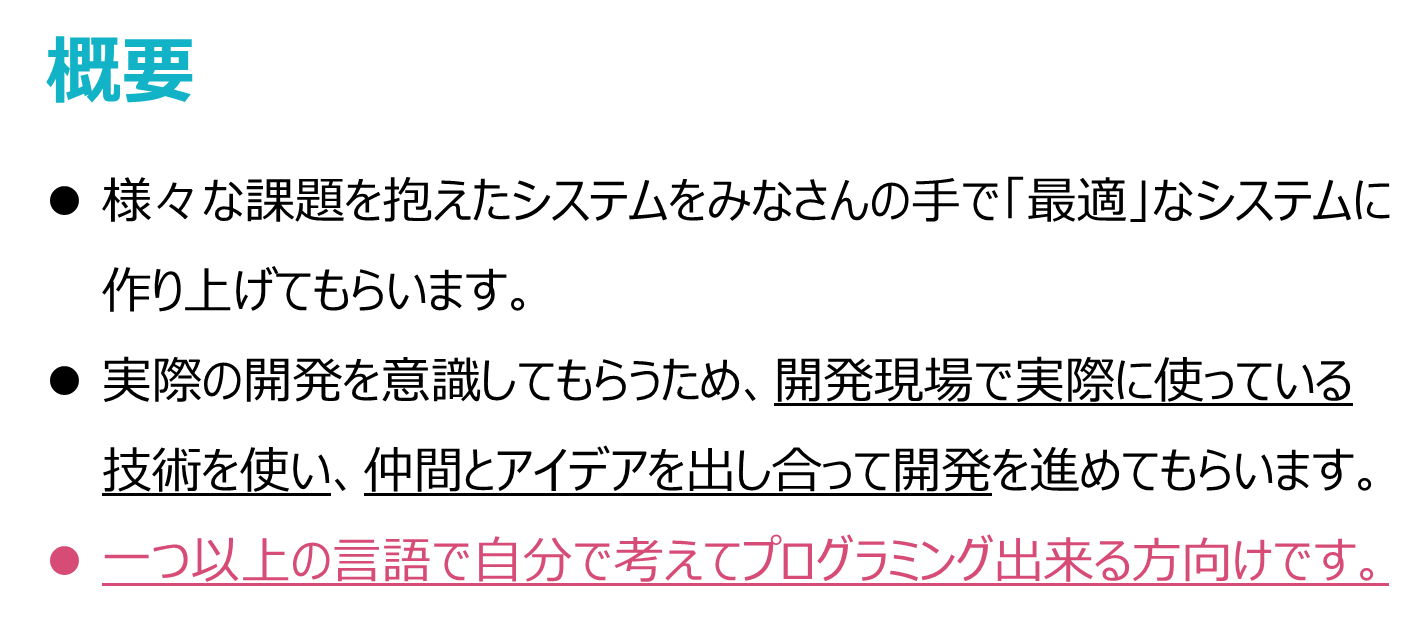 概要
● 様々な課題を抱えたシステムをみなさんの手で「最適」なシステムに
作り上げてもらいます。
● 実際の開発を意識してもらうため、開発現場で実際に使っている
技術を使い、仲間とアイデアを出し合って開発を進めてもらいます。
● 一つ以上の言語で自分で考えてプログラミング出来る方向けです。